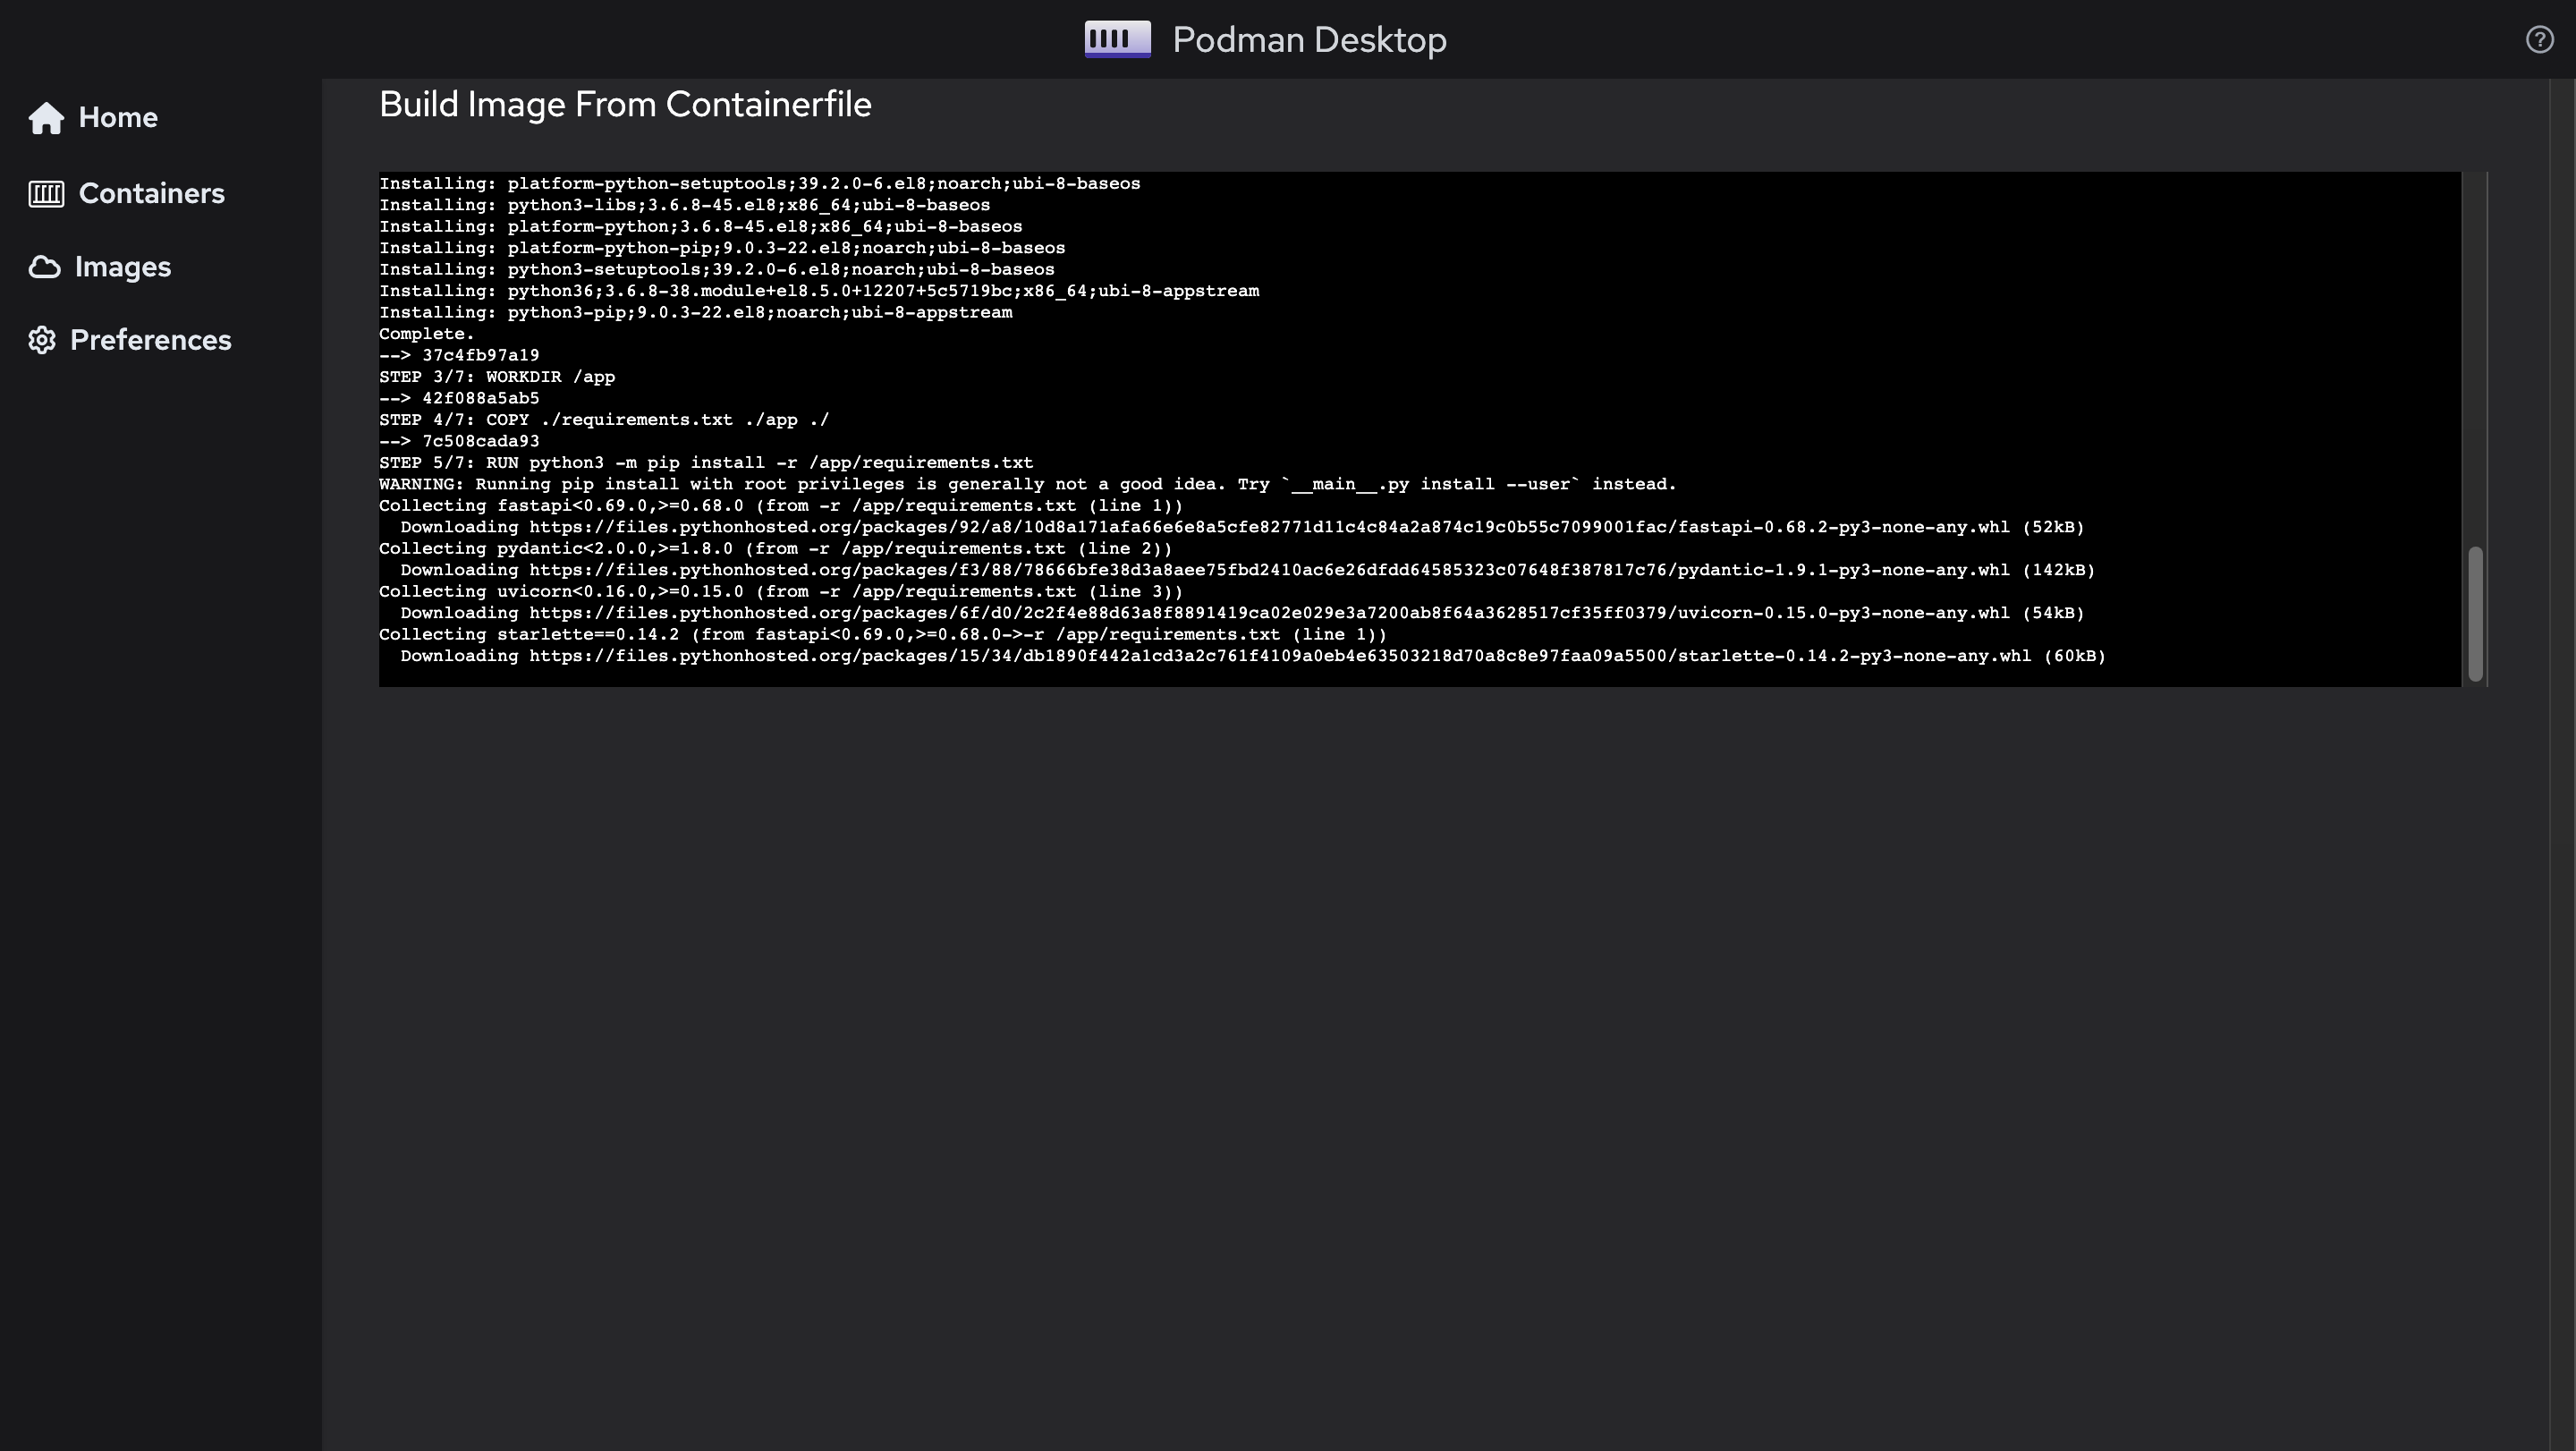 Podman Desktop
Home
Containers
Images
Preferences
Build Image From Containerfile
Installing: platform-python-setuptools;39.2.0-6.el8;noarch;ubi-8-baseos
Installing: python3-libs;3.6.8-45.el8;x86_64;ubi-8-baseos
Installing: platform-python;3.6.8-45.el8;x86_64;ubi-8-baseos
Installing: platform-python-pip;9.0.3-22.el8;noarch;ubi-8-baseos
Installing: python3-setuptools;39.2.0-6.el8;noarch;ubi-8-baseos
Installing: python36;3.6.8-38.module+el8.5.0+12207+5c5719bc;x86_64;ubi-8-appstream
Installing: python3-pip;9.0.3-22.el8;noarch;ubi-8-appstream
Complete.
--> 37c4fb97a19
STEP 3/7: WORKDIR /app
--> 42f088a5ab5
STEP 4/7: COPY ./requirements.txt ./app ./
--> 7c508cada93
STEP 5/7: RUN python3 -m pip install -r /app/requirements.txt
WARNING: Running pip install with root privileges is generally not a good idea. Try `__main__.py install --user` instead.
Collecting fastapi<0.69.0,>=0.68.0 (from -r /app/requirements.txt (line 1))
  Downloading https://files.pythonhosted.org/packages/92/a8/10d8a171afa66e6e8a5cfe82771d11c4c84a2a874c19c0b55c7099001fac/fastapi-0.68.2-py3-none-any.whl (52kB)
Collecting pydantic<2.0.0,>=1.8.0 (from -r /app/requirements.txt (line 2))
  Downloading https://files.pythonhosted.org/packages/f3/88/78666bfe38d3a8aee75fbd2410ac6e26dfdd64585323c07648f387817c76/pydantic-1.9.1-py3-none-any.whl (142kB)
Collecting uvicorn<0.16.0,>=0.15.0 (from -r /app/requirements.txt (line 3))
  Downloading https://files.pythonhosted.org/packages/6f/d0/2c2f4e88d63a8f8891419ca02e029e3a7200ab8f64a3628517cf35ff0379/uvicorn-0.15.0-py3-none-any.whl (54kB)
Collecting starlette==0.14.2 (from fastapi<0.69.0,>=0.68.0->-r /app/requirements.txt (line 1))
  Downloading https://files.pythonhosted.org/packages/15/34/db1890f442a1cd3a2c761f4109a0eb4e63503218d70a8c8e97faa09a5500/starlette-0.14.2-py3-none-any.whl (60kB)